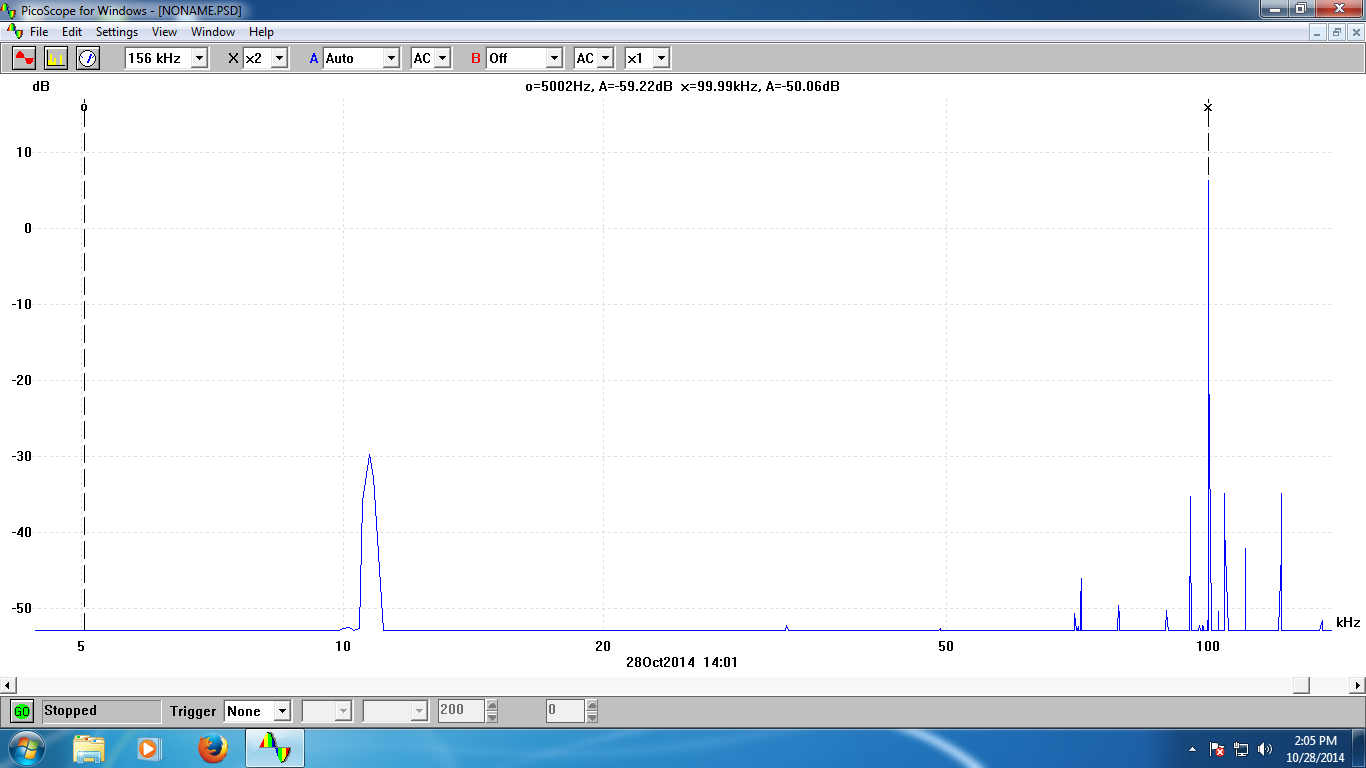 PicoScope for Windows - [NONAME.PSD]
File Edit Settings View Window Help
156 kHz X x2 A Auto AC B Off AC x1
dB o=5002Hz, A=-59.22dB x=99.99kHz, A=-50.06dB
o x
10
0
-10
-20
-30
-40
-50
kHz
5 10 20 50 100
28Oct2014 14:01
GO Stopped Trigger None 200 0
2:05 PM
10/28/2014